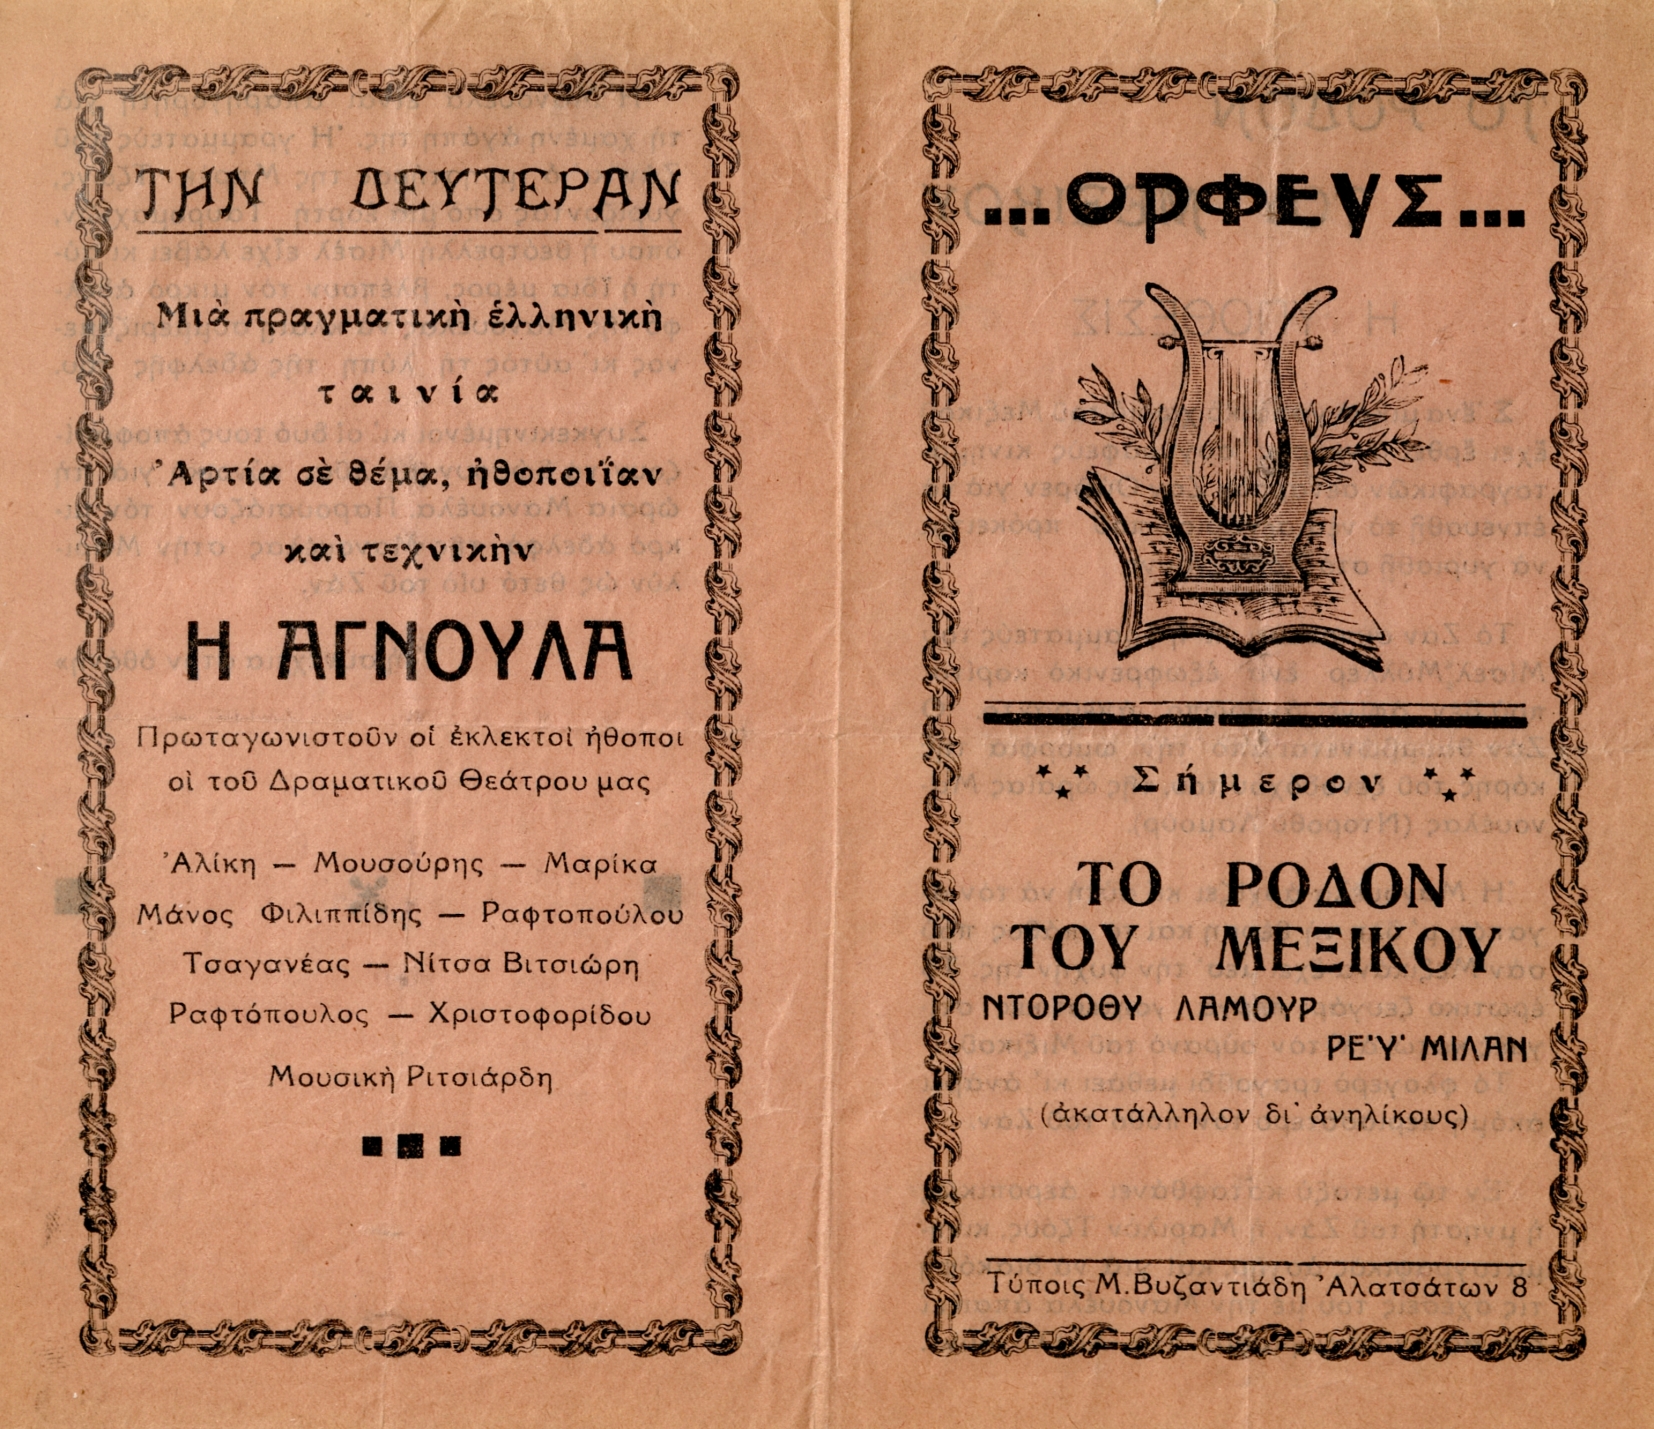 ΤΗΝ ΔΕΥΤΕΡΑΝ
Μιὰ πραγματικὴ ἑλληνικὴ
ταινία
Ἀρτία σὲ θέμα, ἠθοποιΐαν
καὶ τεχνικὴν
Η ΑΓΝΟΥΛΑ
Πρωταγωνιστοῦν οἱ ἐκλεκτοὶ ἠθοποι
οὶ τοῦ Δραματικοῦ Θεάτρου μας
Ἀλίκη — Μουσούρης — Μαρίκα
Μάνος Φιλιππίδης — Ραφτοπούλου
Τσαγανέας — Νίτσα Βιτσιώρη
Ραφτόπουλος — Χριστοφορίδου
Μουσικὴ Ριτσιάρδη
...ΟΡΦΕΥΣ...
Σήμερον
ΤΟ ΡΟΔΟΝ
ΤΟΥ ΜΕΞΙΚΟΥ
ΝΤΟΡΟΘΥ ΛΑΜΟΥΡ
ΡΕ'Υ' ΜΙΛΑΝ
(ἀκατάλληλον δι' ἀνηλίκους)
Τύποις Μ.Βυζαντιάδη Ἀλατσάτων 8